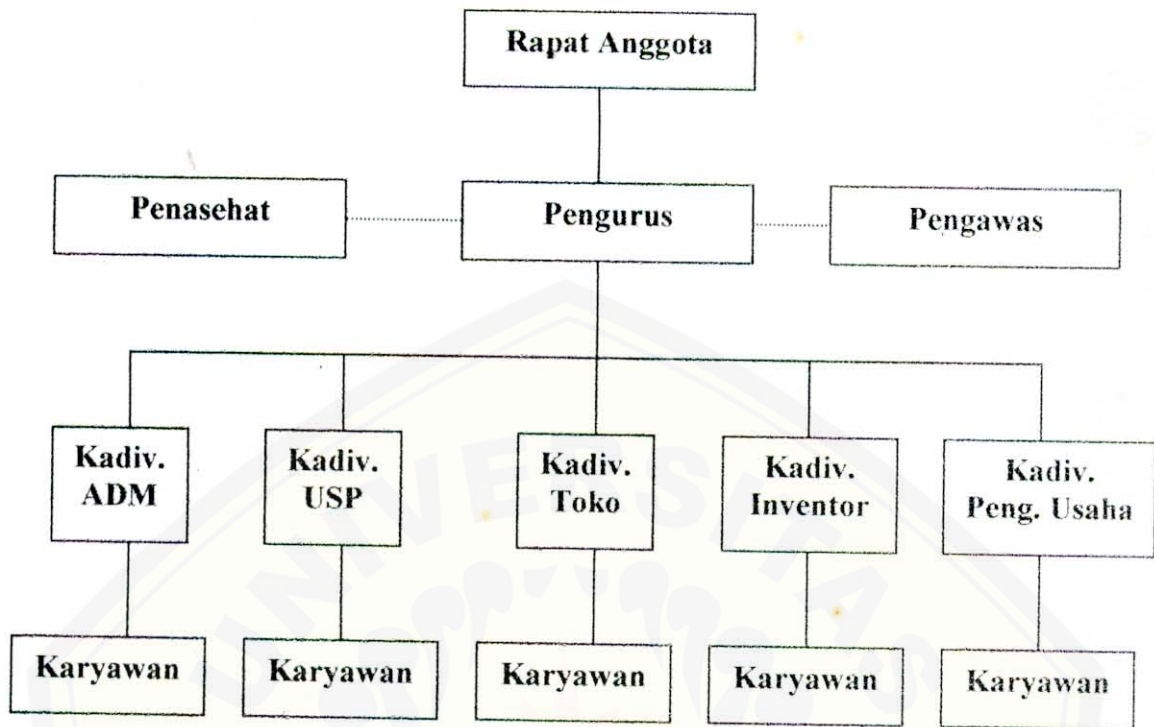 Rapat Anggota
Penasehat
Pengurus
Pengawas
Kadiv.
ADM
Kadiv.
USP
Kadiv.
Toko
Kadiv.
Inventor
Kadiv.
Peng. Usaha
Karyawan
Karyawan
Karyawan
Karyawan
Karyawan
UNIVERSITAS